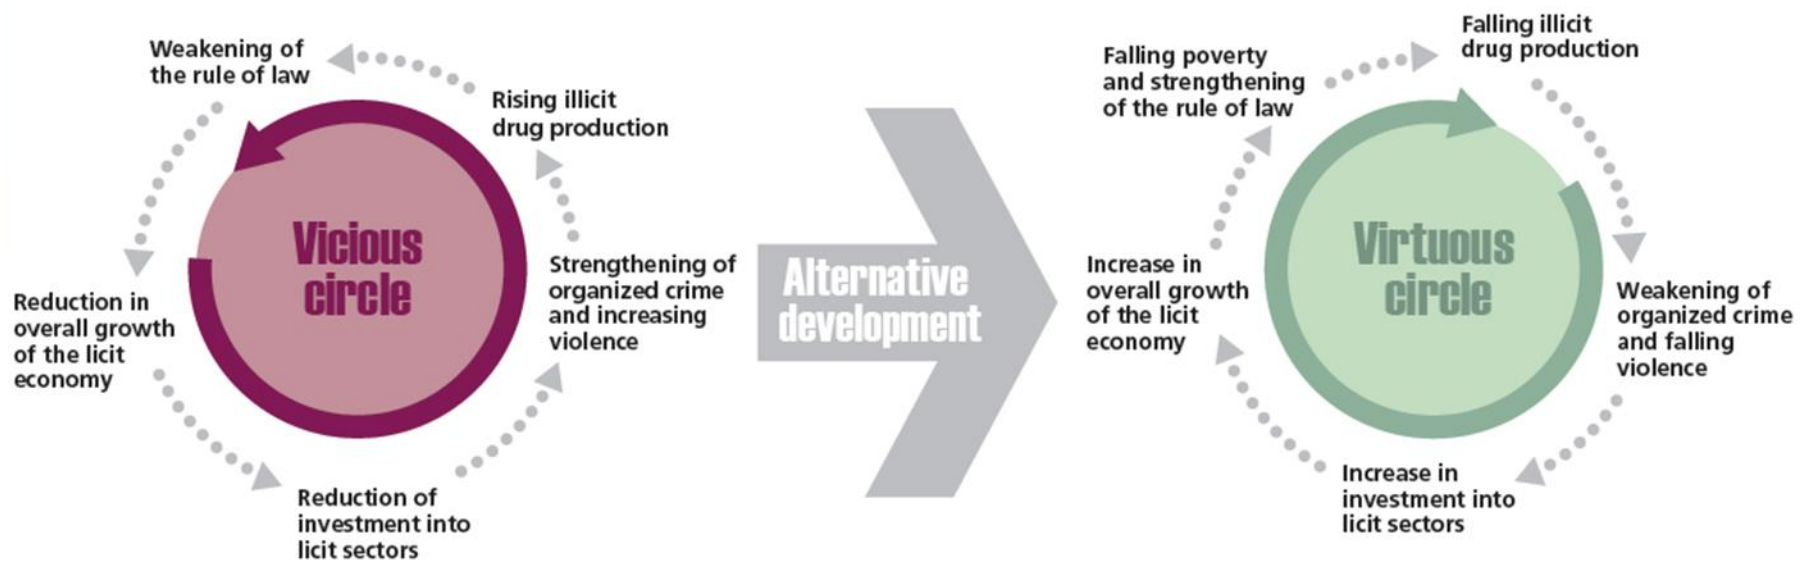 Weakening of
the rule of law
Rising illicit
drug production
Vicious
circle
Strengthening of
organized crime
and increasing
violence
Reduction in
overall growth
of the licit
economy
Reduction of
investment into
licit sectors
Alternative
development
Falling poverty
and strengthening
of the rule of law
Falling illicit
drug production
Virtuous
circle
Increase in
overall growth
of the licit
economy
Weakening of
organized crime
and falling
violence
Increase in
investment into
licit sectors